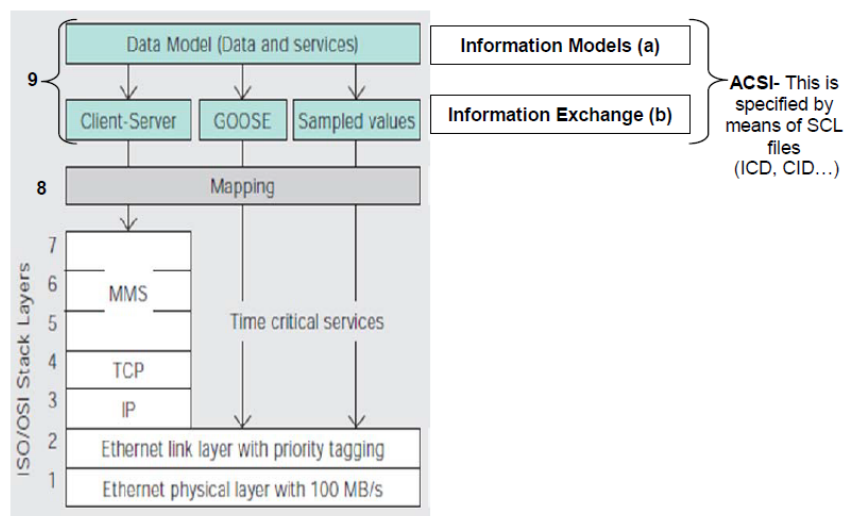 9
Data Model (Data and services)
Information Models (a)
Client-Server
GOOSE
Sampled values
Information Exchange (b)
ACSI- This is
specified by
means of SCL
files
(ICD, CID…)
8
Mapping
ISO/OSI Stack Layers
7
6
MMS
5
Time critical services
4
TCP
3
IP
2
Ethernet link layer with priority tagging
1
Ethernet physical layer with 100 MB/s